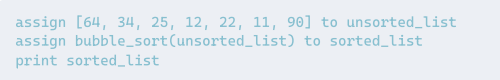 assign [64, 34, 25, 12, 22, 11, 90] to unsorted_list
assign bubble_sort(unsorted_list) to sorted_list
print sorted_list